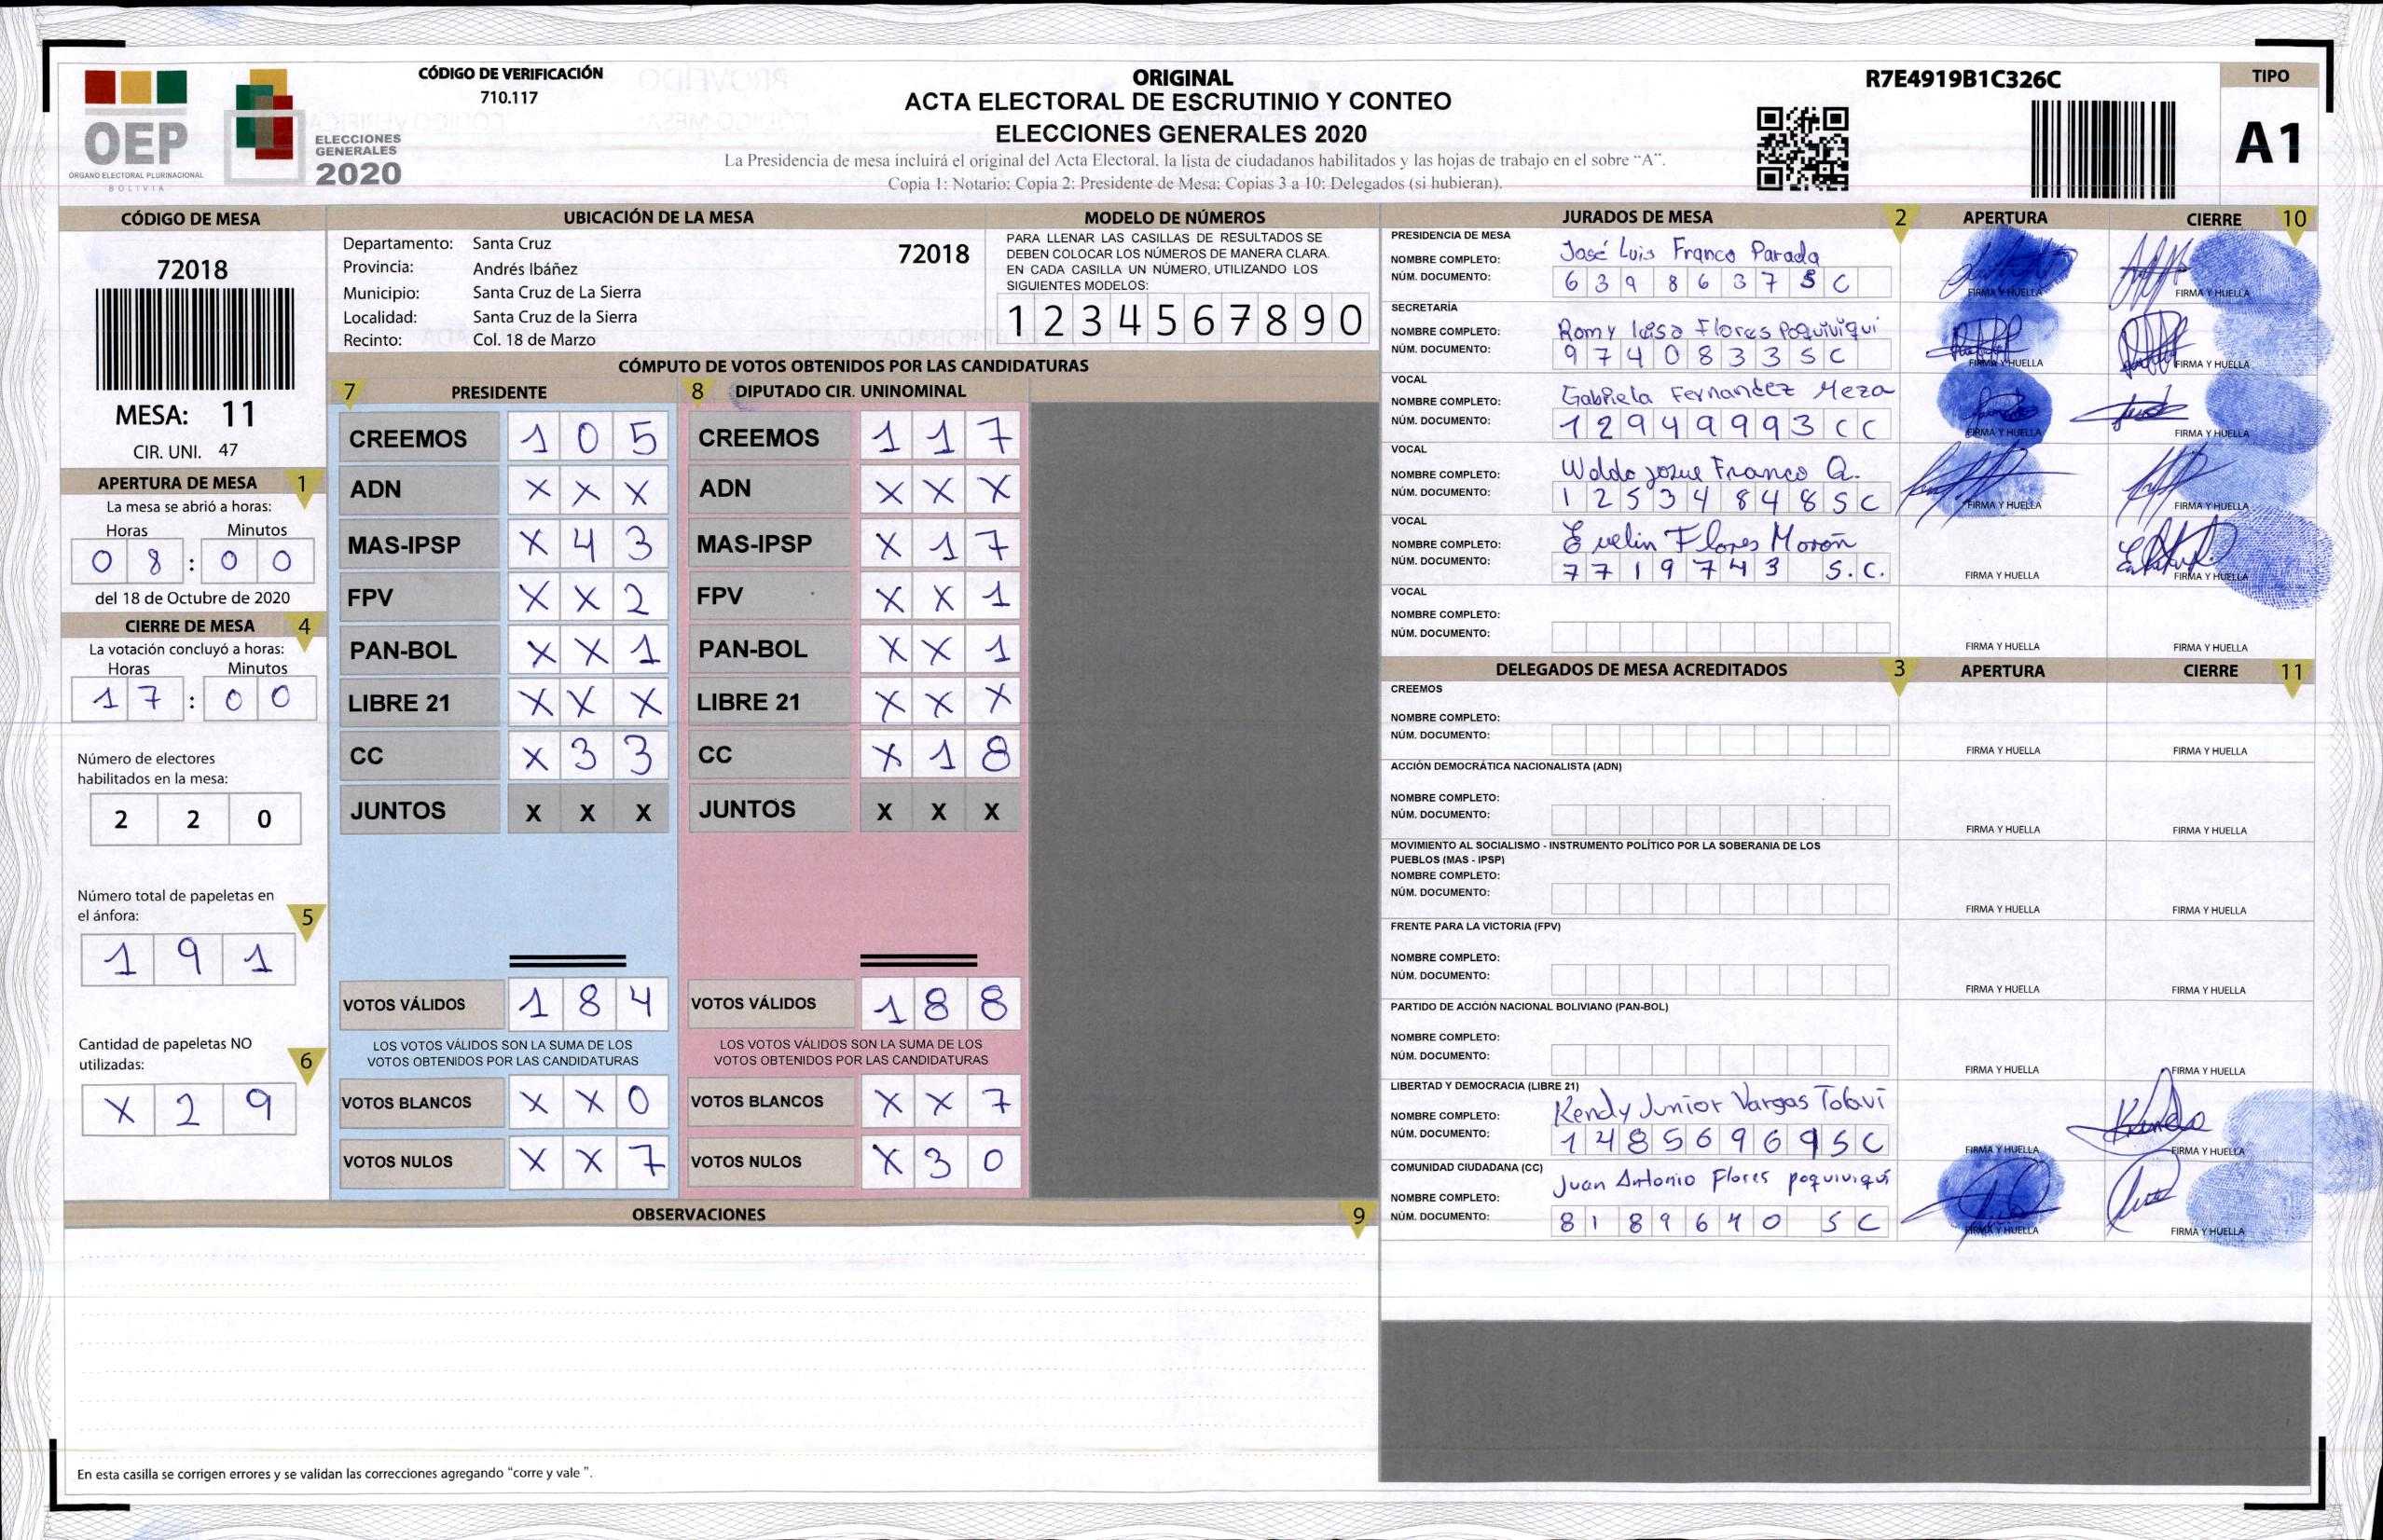 CÓDIGO DE VERIFICACIÓN
710.117
ORIGINAL
ACTA ELECTORAL DE ESCRUTINIO Y CONTEO
ELECCIONES GENERALES 2020
La Presidencia de mesa incluirá el original del Acta Electoral, la lista de ciudadanos habilitados y las hojas de trabajo en el sobre “A”.
Copia 1: Notario; Copia 2: Presidente de Mesa; Copias 3 a 10: Delegados (si hubieran).
R7E4919B1C326C
TIPO
A1
OEP
ÓRGANO ELECTORAL PLURINACIONAL
BOLIVIA
ELECCIONES
GENERALES
2020
CÓDIGO DE MESA
72018
MESA: 11
CIR. UNI. 47
APERTURA DE MESA 1
La mesa se abrió a horas:
Horas Minutos
0 8 : 0 0
del 18 de Octubre de 2020
CIERRE DE MESA 4
La votación concluyó a horas:
Horas Minutos
1 7 : 0 0
Número de electores
habilitados en la mesa:
2 2 0
Número total de papeletas en
el ánfora: 5
1 9 1
Cantidad de papeletas NO
utilizadas: 6
X 2 9
UBICACIÓN DE LA MESA
Departamento: Santa Cruz 72018
Provincia: Andrés Ibáñez
Municipio: Santa Cruz de La Sierra
Localidad: Santa Cruz de la Sierra
Recinto: Col. 18 de Marzo
MODELO DE NÚMEROS
PARA LLENAR LAS CASILLAS DE RESULTADOS SE
DEBEN COLOCAR LOS NÚMEROS DE MANERA CLARA.
EN CADA CASILLA UN NÚMERO, UTILIZANDO LOS
SIGUIENTES MODELOS:
1 2 3 4 5 6 7 8 9 0
CÓMPUTO DE VOTOS OBTENIDOS POR LAS CANDIDATURAS
7 PRESIDENTE
CREEMOS 1 0 5
ADN X X X
MAS-IPSP X 4 3
FPV X X 2
PAN-BOL X X 1
LIBRE 21 X X X
CC X 3 3
JUNTOS X X X
VOTOS VÁLIDOS 1 8 4
LOS VOTOS VÁLIDOS SON LA SUMA DE LOS
VOTOS OBTENIDOS POR LAS CANDIDATURAS
VOTOS BLANCOS X X 0
VOTOS NULOS X X 7
8 DIPUTADO CIR. UNINOMINAL
CREEMOS 1 1 7
ADN X X X
MAS-IPSP X 1 7
FPV X X 1
PAN-BOL X X 1
LIBRE 21 X X X
CC X 1 8
JUNTOS X X X
VOTOS VÁLIDOS 1 8 8
LOS VOTOS VÁLIDOS SON LA SUMA DE LOS
VOTOS OBTENIDOS POR LAS CANDIDATURAS
VOTOS BLANCOS X X 7
VOTOS NULOS X 3 0
OBSERVACIONES 9
En esta casilla se corrigen errores y se validan las correcciones agregando “corre y vale ”.
JURADOS DE MESA 2 APERTURA CIERRE 10
PRESIDENCIA DE MESA
NOMBRE COMPLETO: José Luis Franco Parada
NÚM. DOCUMENTO: 6 3 9 8 6 3 7 S C
FIRMA Y HUELLA FIRMA Y HUELLA
SECRETARÍA
NOMBRE COMPLETO: Romy Flores Poquiviqui
NÚM. DOCUMENTO: 9 7 4 0 8 3 3 S C
FIRMA Y HUELLA FIRMA Y HUELLA
VOCAL
NOMBRE COMPLETO: Gabriela Fernandez Meza
NÚM. DOCUMENTO: 1 2 9 4 9 9 9 3 C C
FIRMA Y HUELLA FIRMA Y HUELLA
VOCAL
NOMBRE COMPLETO: Waldo Josue Franco Q.
NÚM. DOCUMENTO: 1 2 5 3 4 8 4 8 S C
FIRMA Y HUELLA FIRMA Y HUELLA
VOCAL
NOMBRE COMPLETO: Evelin Flores Morón
NÚM. DOCUMENTO: 7 7 1 9 7 4 3 S. C.
FIRMA Y HUELLA FIRMA Y HUELLA
VOCAL
NOMBRE COMPLETO:
NÚM. DOCUMENTO:
FIRMA Y HUELLA FIRMA Y HUELLA
DELEGADOS DE MESA ACREDITADOS 3 APERTURA CIERRE 11
CREEMOS
NOMBRE COMPLETO:
NÚM. DOCUMENTO:
FIRMA Y HUELLA FIRMA Y HUELLA
ACCIÓN DEMOCRÁTICA NACIONALISTA (ADN)
NOMBRE COMPLETO:
NÚM. DOCUMENTO:
FIRMA Y HUELLA FIRMA Y HUELLA
MOVIMIENTO AL SOCIALISMO - INSTRUMENTO POLÍTICO POR LA SOBERANIA DE LOS
PUEBLOS (MAS - IPSP)
NOMBRE COMPLETO:
NÚM. DOCUMENTO:
FIRMA Y HUELLA FIRMA Y HUELLA
FRENTE PARA LA VICTORIA (FPV)
NOMBRE COMPLETO:
NÚM. DOCUMENTO:
FIRMA Y HUELLA FIRMA Y HUELLA
PARTIDO DE ACCIÓN NACIONAL BOLIVIANO (PAN-BOL)
NOMBRE COMPLETO:
NÚM. DOCUMENTO:
FIRMA Y HUELLA FIRMA Y HUELLA
LIBERTAD Y DEMOCRACIA (LIBRE 21)
NOMBRE COMPLETO: Kendy Junior Vargas
NÚM. DOCUMENTO: 1 4 8 5 6 9 6 9 S C
FIRMA Y HUELLA FIRMA Y HUELLA
COMUNIDAD CIUDADANA (CC)
NOMBRE COMPLETO: Juan Antonio Flores poquiviquí
NÚM. DOCUMENTO: 8 1 8 9 6 4 0 S C
FIRMA Y HUELLA FIRMA Y HUELLA